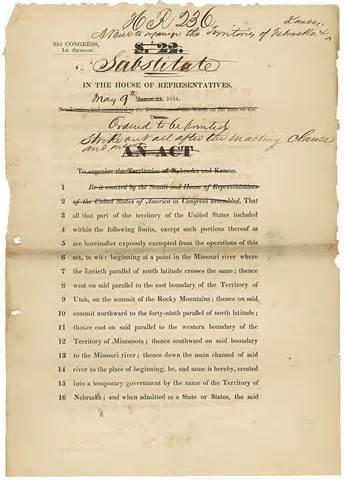 H R 236
A Bill to organize the Territories of Nebraska &
Kansas
33d CONGRESS,
1st Session.
S. 22.
Substitute
IN THE HOUSE OF REPRESENTATIVES.
May 9th
March 21, 1854.
Ordered to be printed
Strike out all after the enacting clause
and
AN ACT
To organize the Territories of Nebraska and Kansas.
1 Be it enacted by the Senate and House of Representatives
2 of the United States of America in Congress assembled, That
3 all that part of the territory of the United States included
4 within the following limits, except such portions thereof as
5 are hereinafter expressly exempted from the operations of this
6 act, to wit: beginning at a point in the Missouri river where
7 the fortieth parallel of north latitude crosses the same; thence
8 west on said parallel to the east boundary of the Territory of
9 Utah, on the summit of the Rocky Mountains; thence on said
10 summit northward to the forty-ninth parallel of north latitude;
11 thence east on said parallel to the western boundary of the
12 Territory of Minnesota; thence southward on said boundary
13 to the Missouri river; thence down the main channel of said
14 river to the place of beginning, be, and same is hereby, created
15 into a temporary government by the name of the Territory of
16 Nebraska; and when admitted as a State or States, the said